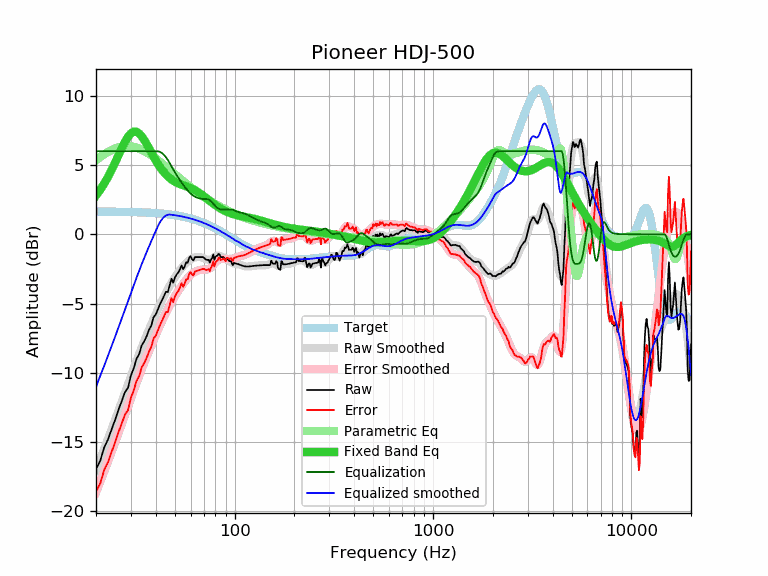 Pioneer HDJ-500
Amplitude (dBr)
10
5
0
−5
−10
−15
−20
Target
Raw Smoothed
Error Smoothed
Raw
Error
Parametric Eq
Fixed Band Eq
Equalization
Equalized smoothed
100
1000
10000
Frequency (Hz)